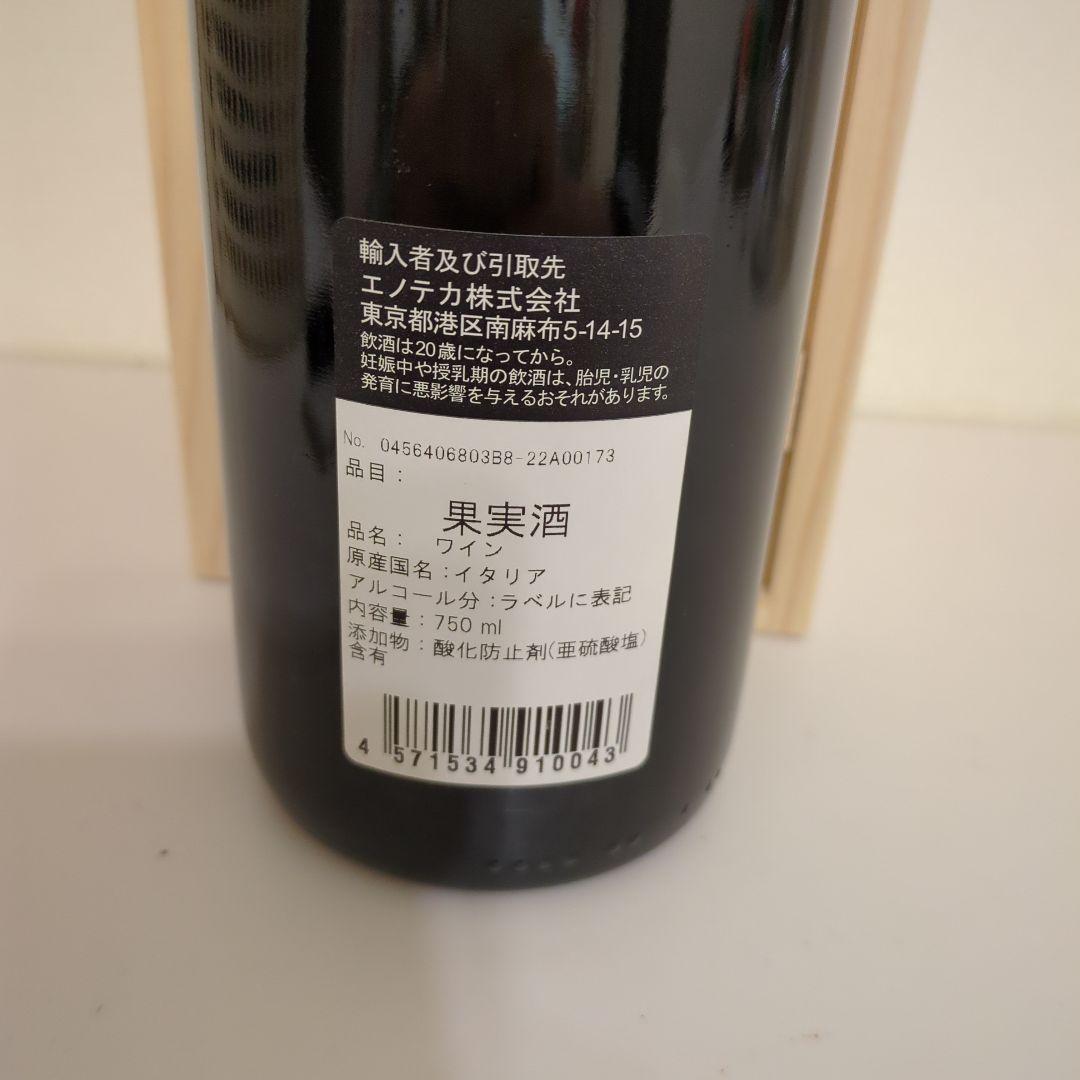 輸入者及び引取先
エノテカ株式会社
東京都港区南麻布5-14-15
飲酒は20歳になってから。
妊娠中や授乳期の飲酒は、胎児・乳児の
発育に悪影響を与えるおそれがあります。
No. 0456406803B8-22A00173
品目：
果実酒
品名： ワイン
原産国名：イタリア
アルコール分：ラベルに表記
内容量：750 ml
添加物：酸化防止剤(亜硫酸塩)
含有
4 571534 910043